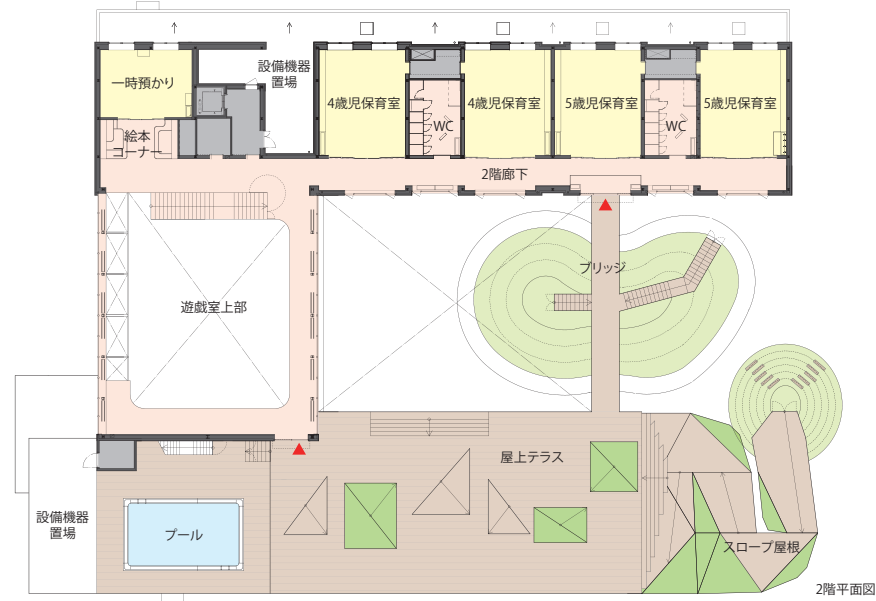 一時預かり
設備機器
置場
4歳児保育室
4歳児保育室
5歳児保育室
5歳児保育室
絵本
コーナー
WC
WC
2階廊下
ブリッジ
遊戯室上部
屋上テラス
設備機器
置場
プール
スロープ屋根
2階平面図